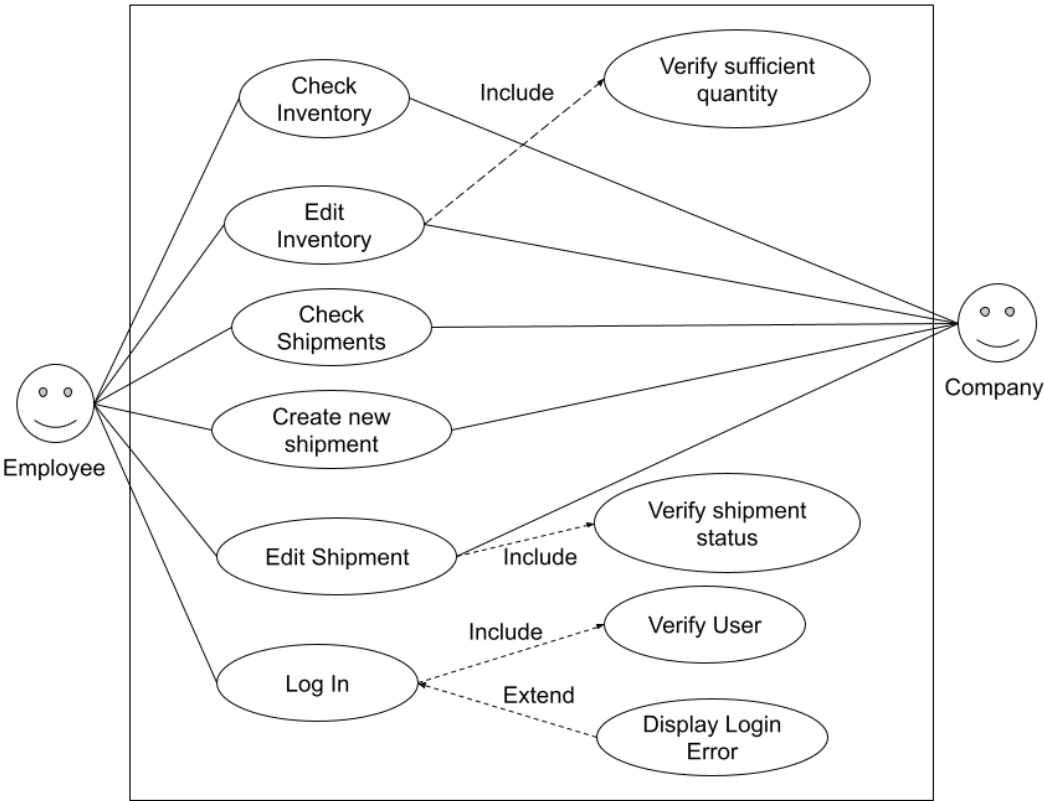 Check
Inventory
Include
Verify sufficient
quantity
Edit
Inventory
Check
Shipments
Company
Create new
shipment
Employee
Verify shipment
status
Edit Shipment
Include
Include
Verify User
Log In
Extend
Display Login
Error